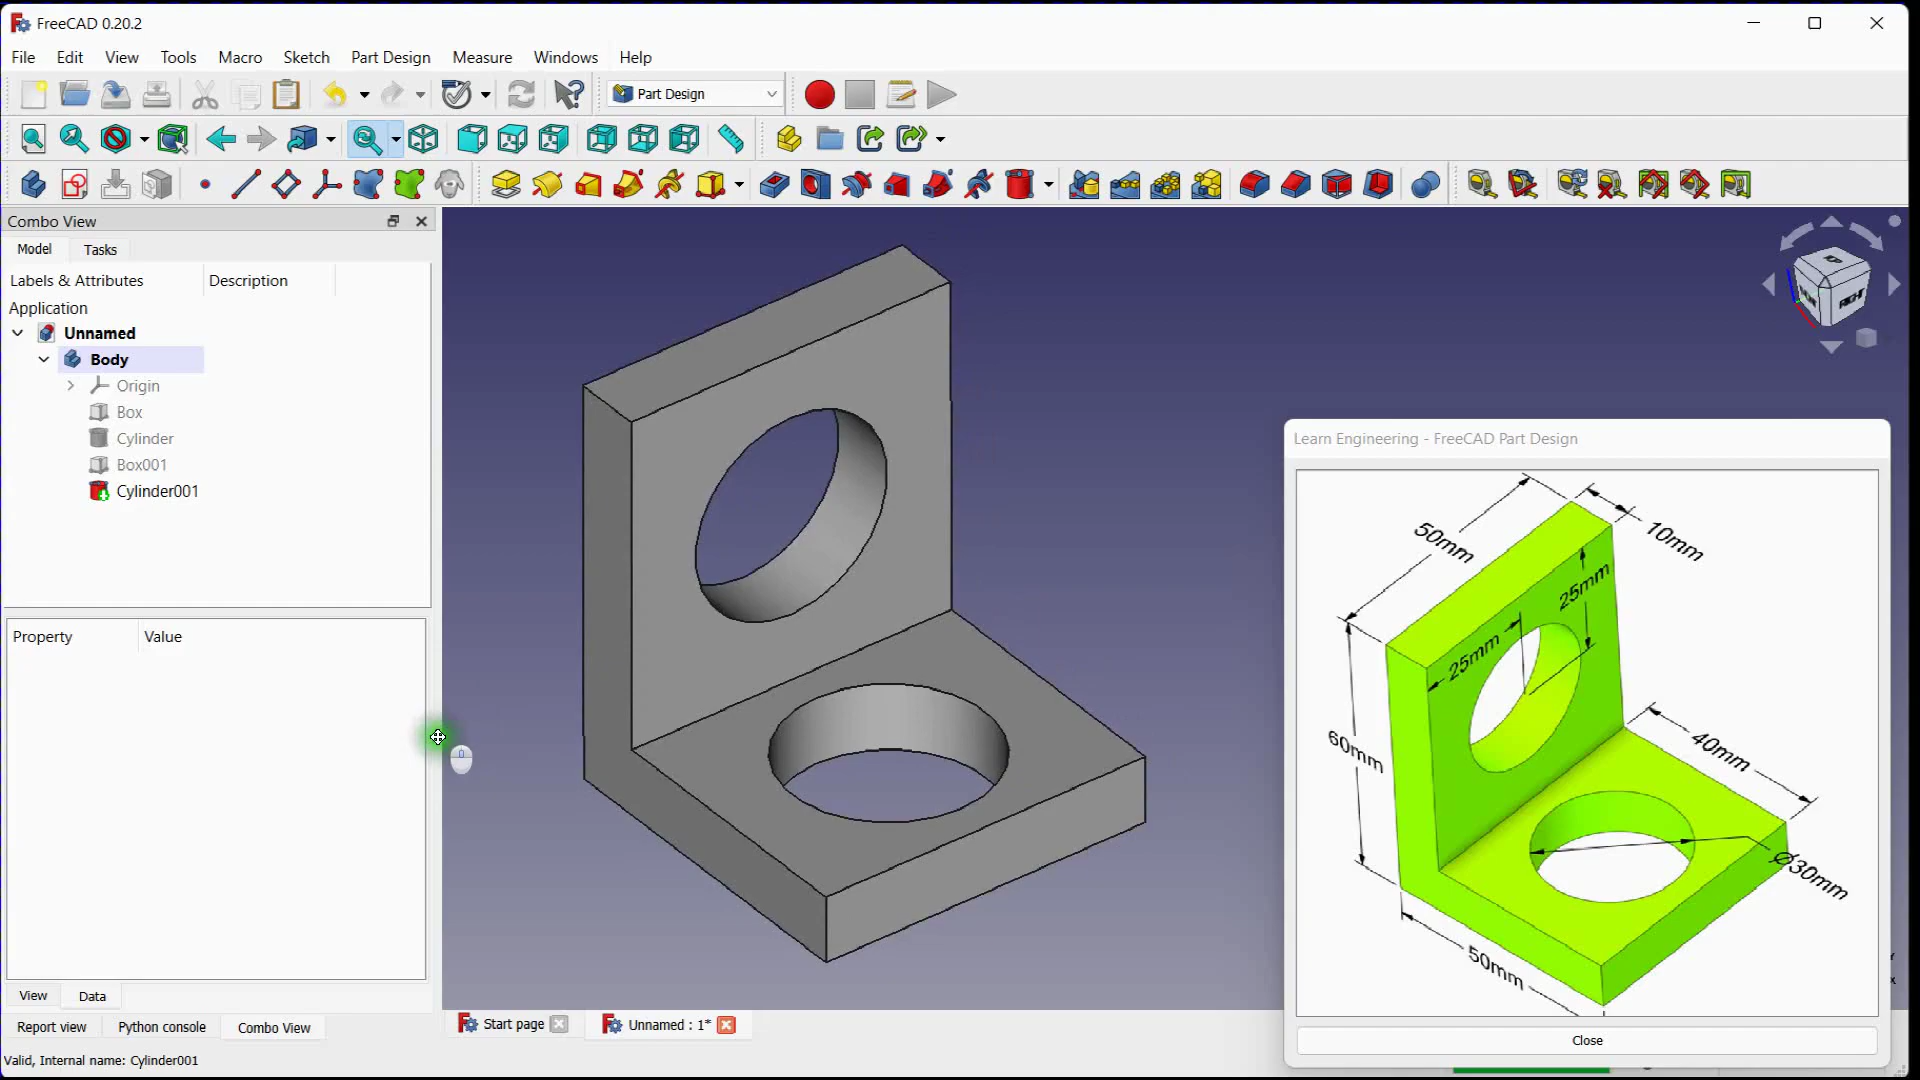 FreeCAD 0.20.2
File Edit View Tools Macro Sketch Part Design Measure Windows Help
Part Design
Combo View
Model Tasks
Labels & Attributes Description
Application
Unnamed
Body
Origin
Box
Cylinder
Box001
Cylinder001
Property Value
View Data
Report view Python console Combo View
Valid, Internal name: Cylinder001
Start page
Unnamed : 1*
RIGHT
Learn Engineering - FreeCAD Part Design
50mm
10mm
25mm
25mm
60mm
40mm
Ø30mm
50mm
Close